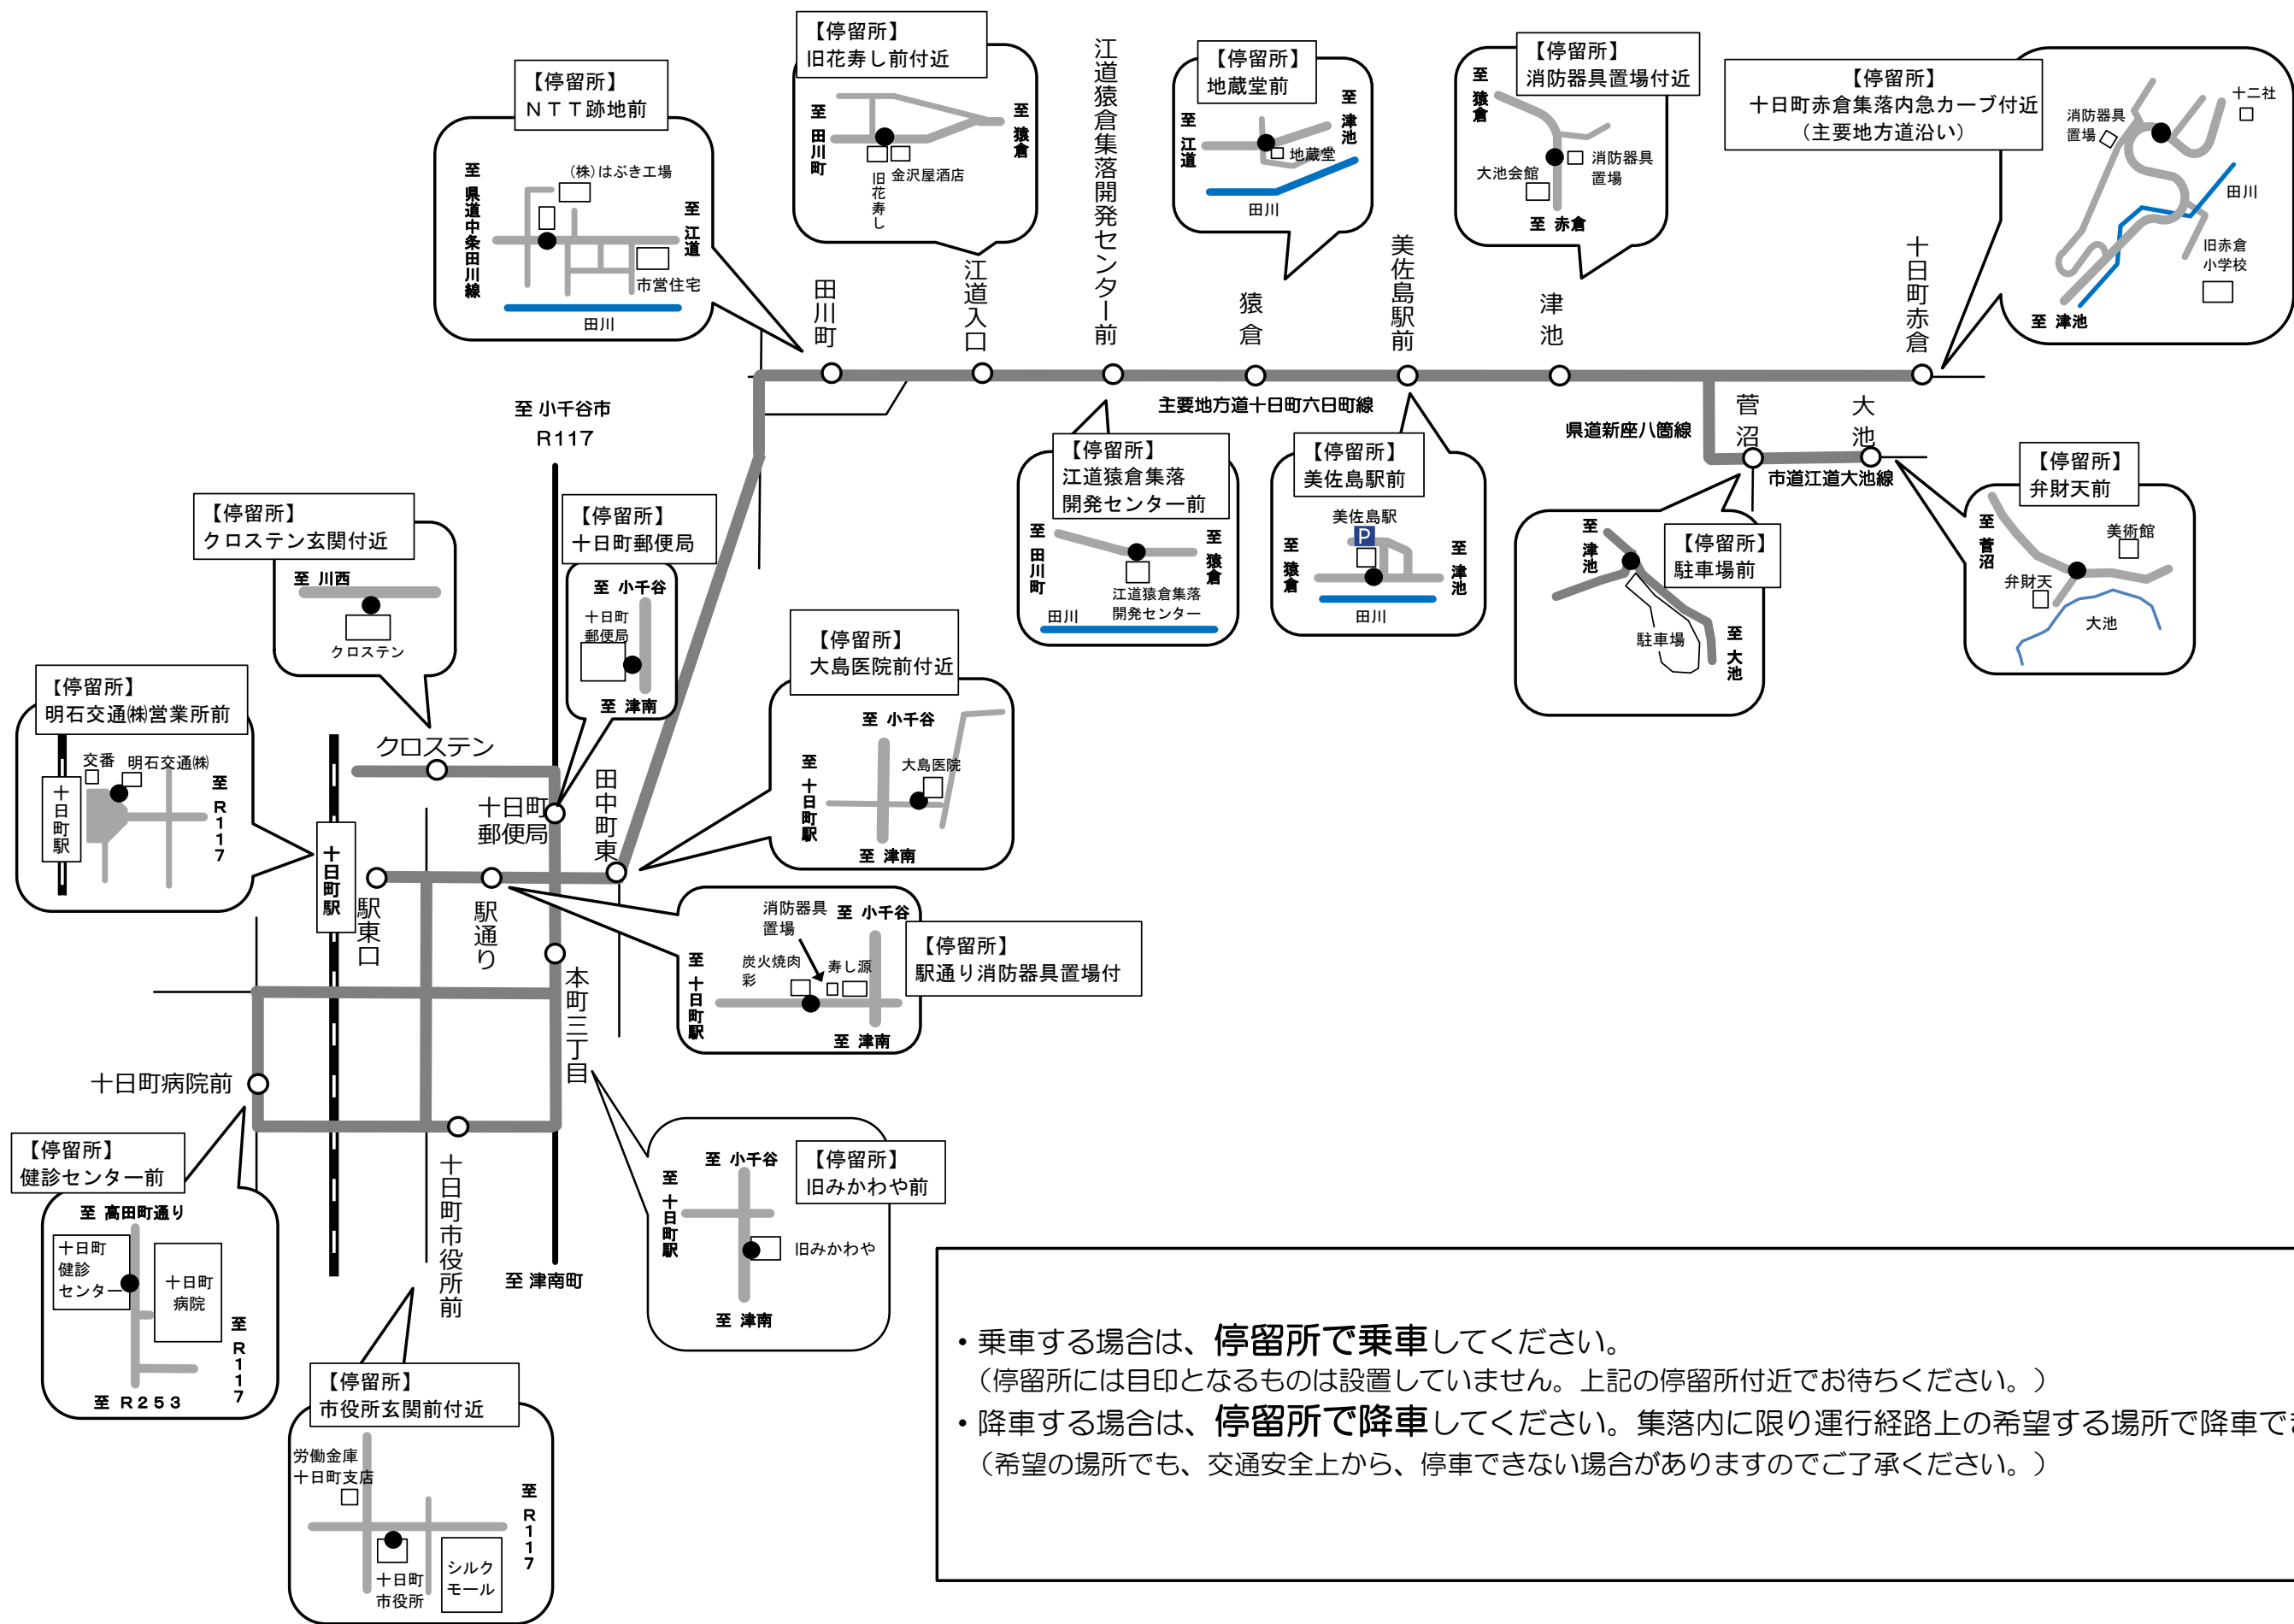 【停留所】
旧花寿し前付近
至 田川町
至 猿倉
旧花寿し
金沢屋酒店
江道猿倉集落開発センター前
【停留所】
地蔵堂前
至 江道
至 津池
地蔵堂
田川
【停留所】
消防器具置場付近
至 猿倉
大池会館
消防器具
置場
至 赤倉
【停留所】
十日町赤倉集落内急カーブ付近
（主要地方道沿い）
消防器具
置場
十二社
田川
旧赤倉
小学校
至 津池
【停留所】
ＮＴＴ跡地前
至 県道中条田川線
(株)はぶき工場
至 江道
市営住宅
田川
田川町
江道入口
猿倉
美佐島駅前
津池
十日町赤倉
主要地方道十日町六日町線
県道新座八箇線
菅沼
大池
市道江道大池線
至 小千谷市
R117
【停留所】
江道猿倉集落
開発センター前
至 田川町
至 猿倉
江道猿倉集落
開発センター
田川
【停留所】
美佐島駅前
美佐島駅
P
至 猿倉
至 津池
田川
【停留所】
駐車場前
至 津池
駐車場
至 大池
【停留所】
弁財天前
至 菅沼
美術館
弁財天
大池
【停留所】
クロステン玄関付近
至 川西
クロステン
【停留所】
十日町郵便局
至 小千谷
十日町
郵便局
至 津南
【停留所】
大島医院前付近
至 小千谷
至 十日町駅
大島医院
至 津南
【停留所】
明石交通㈱営業所前
交番
明石交通㈱
十日町駅
至 R117
クロステン
十日町
郵便局
田中町東
十日町駅
駅東口
駅通り
本町三丁目
消防器具
置場
至 小千谷
炭火焼肉
彩
寿し源
至 十日町駅
至 津南
【停留所】
駅通り消防器具置場付
十日町病院前
【停留所】
健診センター前
至 高田町通り
十日町
健診
センター
十日町
病院
至 R117
至 R253
十日町市役所前
至 津南町
【停留所】
旧みかわや前
至 小千谷
至 十日町駅
旧みかわや
至 津南
【停留所】
市役所玄関前付近
労働金庫
十日町支店
至 R117
十日町
市役所
シルク
モール
・乗車する場合は、停留所で乗車してください。
（停留所には目印となるものは設置していません。上記の停留所付近でお待ちください。）
・降車する場合は、停留所で降車してください。集落内に限り運行経路上の希望する場所で降車で
（希望の場所でも、交通安全上から、停車できない場合がありますのでご了承ください。）